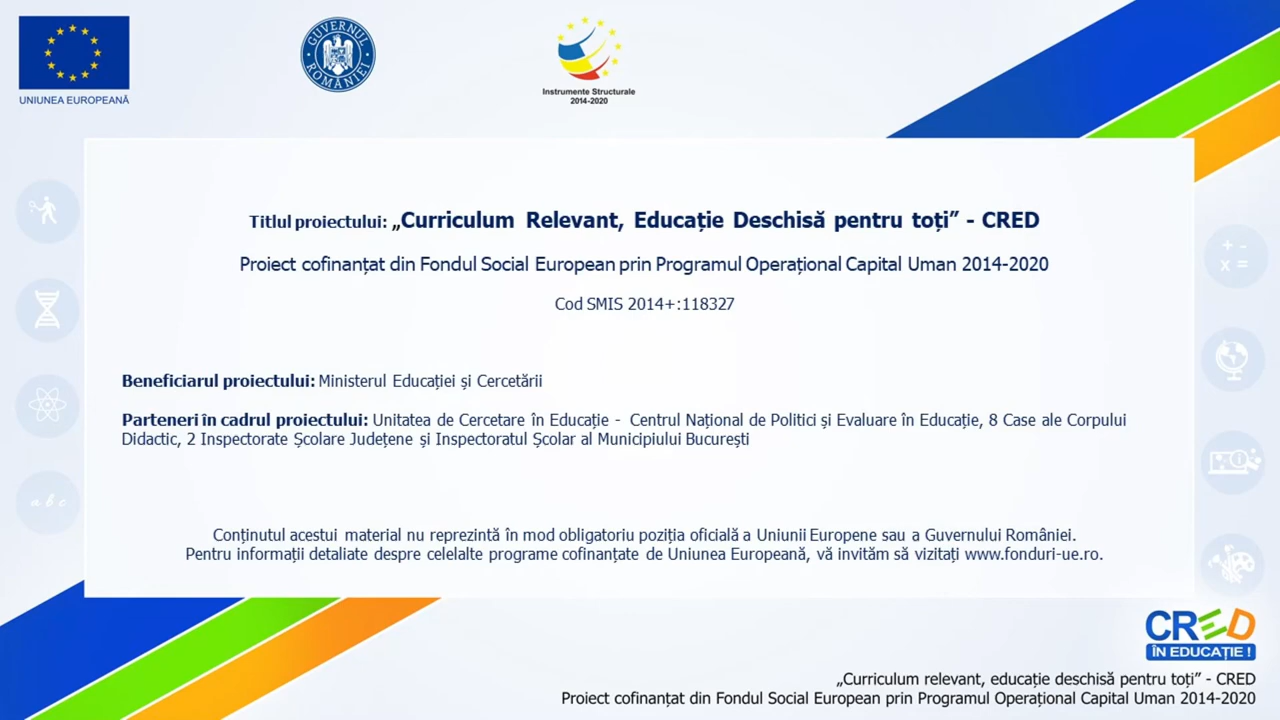 UNIUNEA EUROPEANĂ
GUVERNUL ROMÂNIEI
Instrumente Structurale
2014-2020
Titlul proiectului: „Curriculum Relevant, Educație Deschisă pentru toți” - CRED
Proiect cofinanțat din Fondul Social European prin Programul Operațional Capital Uman 2014-2020
Cod SMIS 2014+:118327
Beneficiarul proiectului: Ministerul Educației și Cercetării
Parteneri în cadrul proiectului: Unitatea de Cercetare în Educație - Centrul Național de Politici și Evaluare în Educație, 8 Case ale Corpului
Didactic, 2 Inspectorate Școlare Județene și Inspectoratul Școlar al Municipiului București
Conținutul acestui material nu reprezintă în mod obligatoriu poziția oficială a Uniunii Europene sau a Guvernului României.
Pentru informații detaliate despre celelalte programe cofinanțate de Uniunea Europeană, vă invităm să vizitați www.fonduri-ue.ro.
+ -
x =
a b c
CRED
ÎN EDUCAȚIE !
„Curriculum relevant, educație deschisă pentru toți” - CRED
Proiect cofinanțat din Fondul Social European prin Programul Operațional Capital Uman 2014-2020